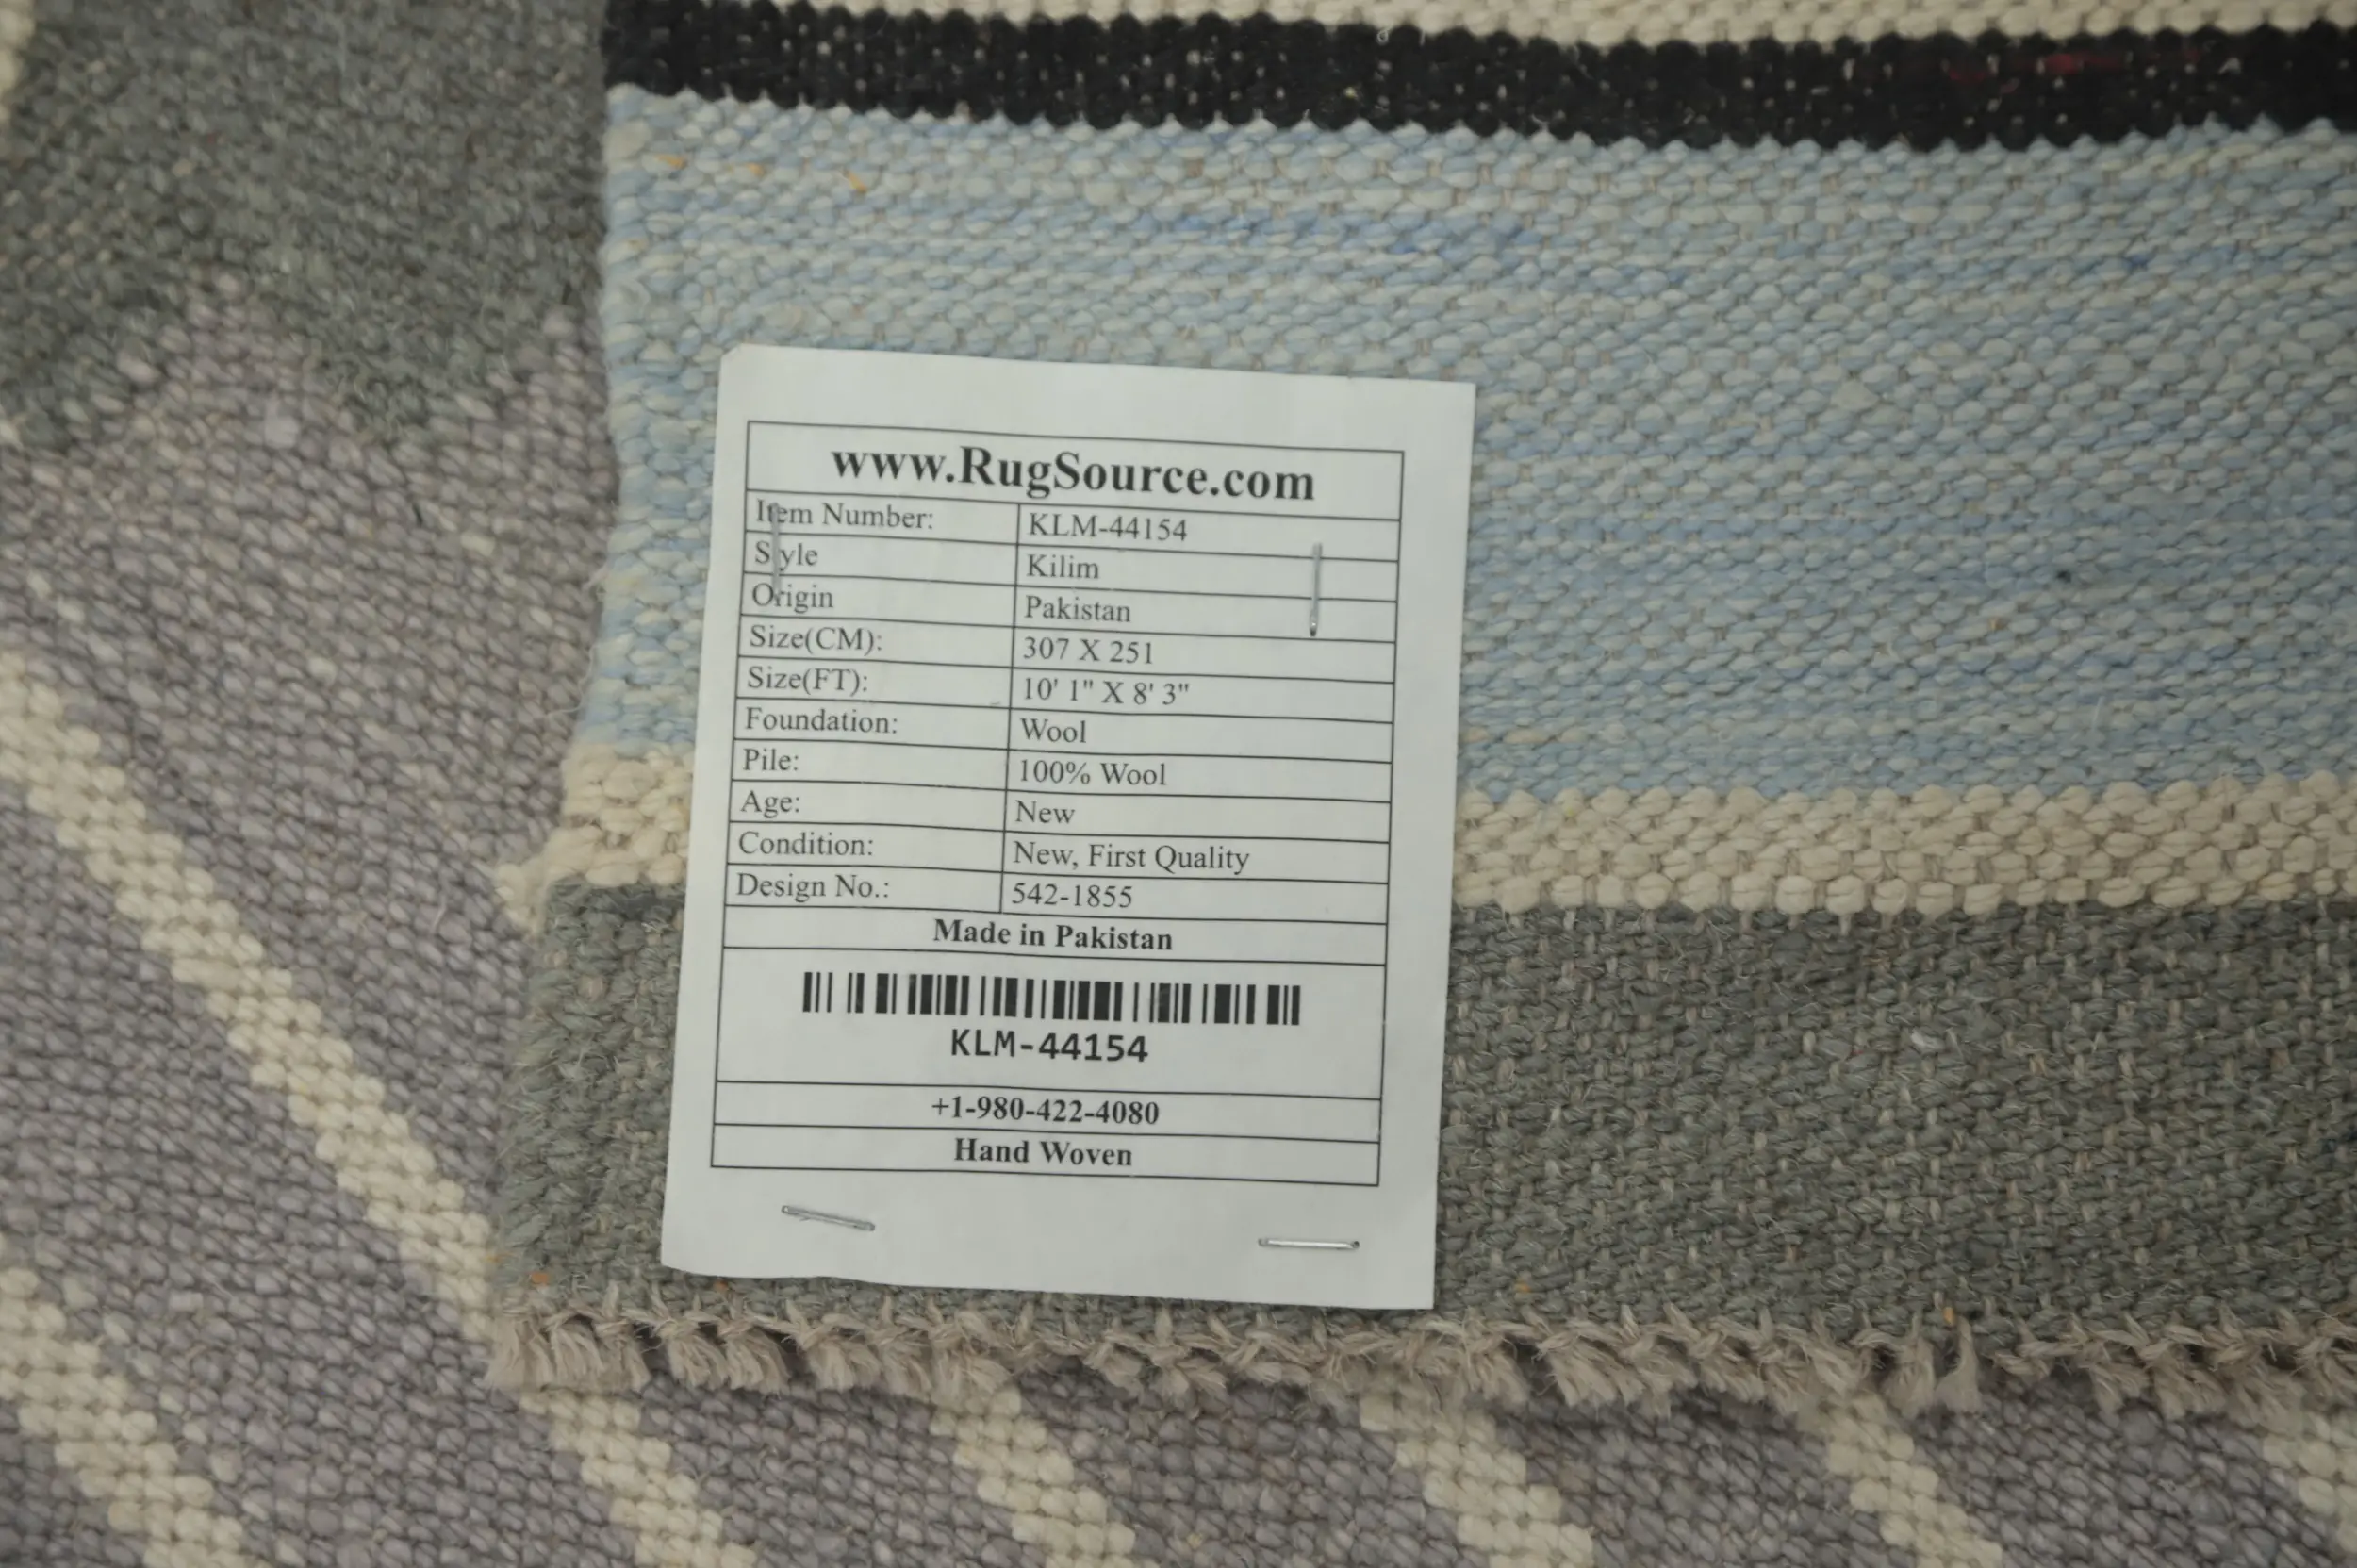 www.RugSource.com
Item Number: KLM-44154
Style Kilim
Origin Pakistan
Size(CM): 307 X 251
Size(FT): 10' 1" X 8' 3"
Foundation: Wool
Pile: 100% Wool
Age: New
Condition: New, First Quality
Design No.: 542-1855
Made in Pakistan
KLM-44154
+1-980-422-4080
Hand Woven